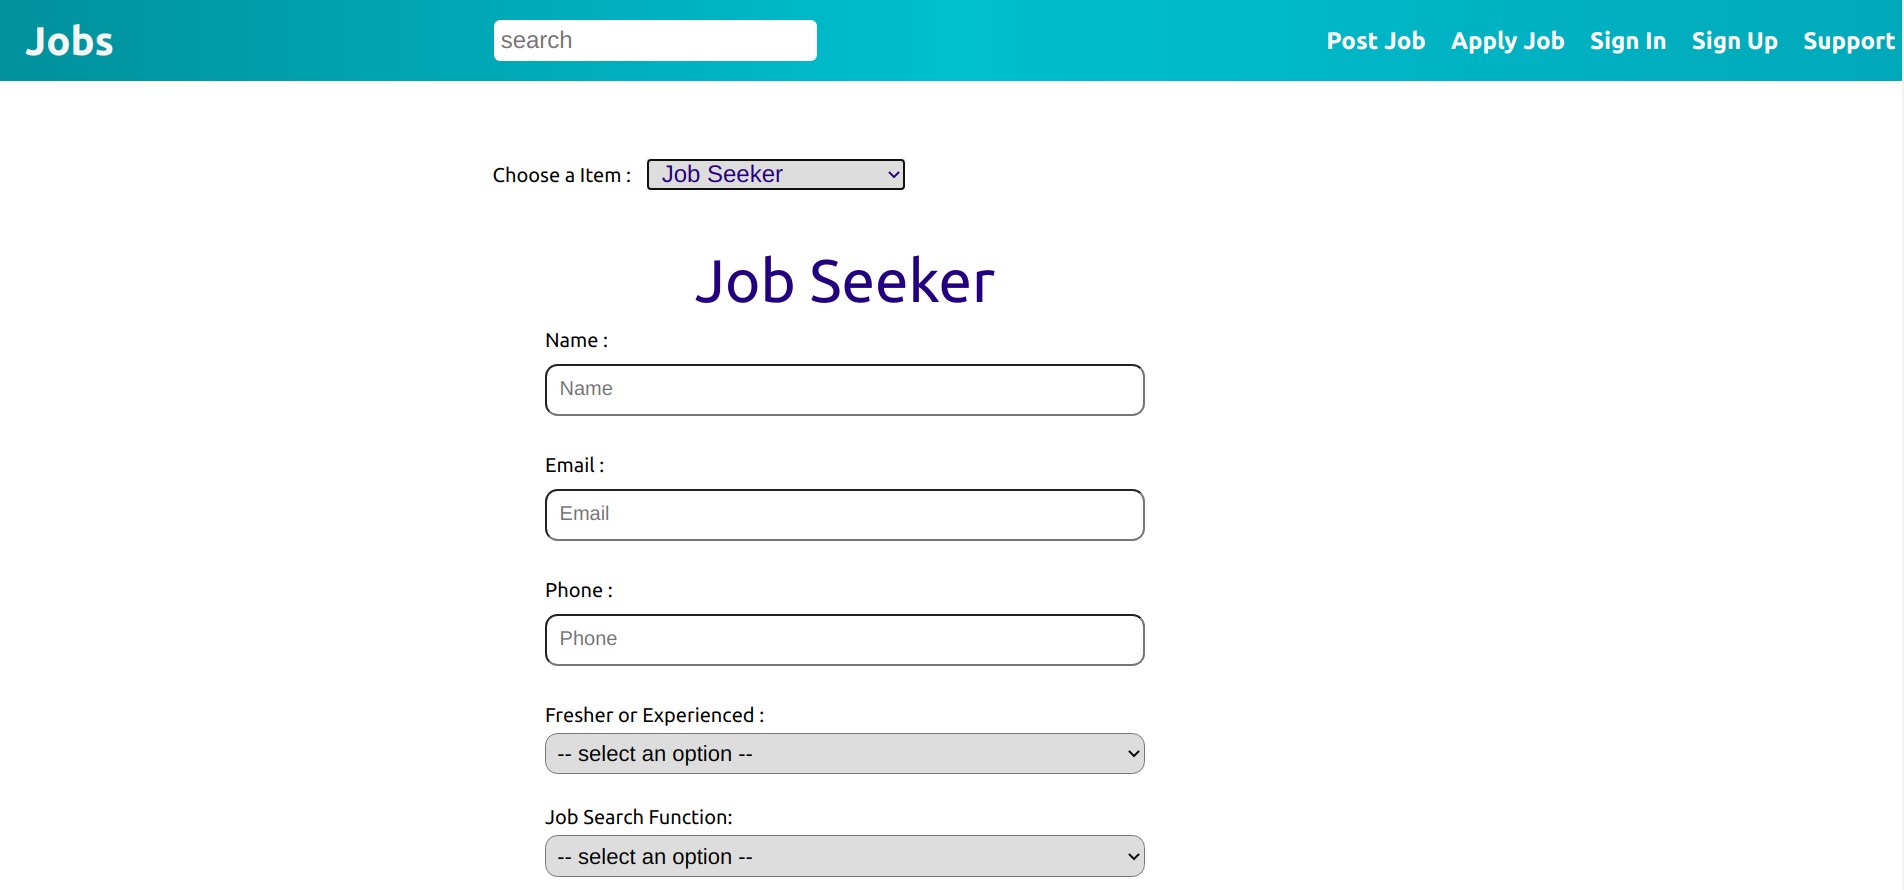 Jobs
search
Post Job Apply Job Sign In Sign Up Support
Choose a Item : Job Seeker
Job Seeker
Name :
Name
Email :
Email
Phone :
Phone
Fresher or Experienced :
-- select an option --
Job Search Function:
-- select an option --